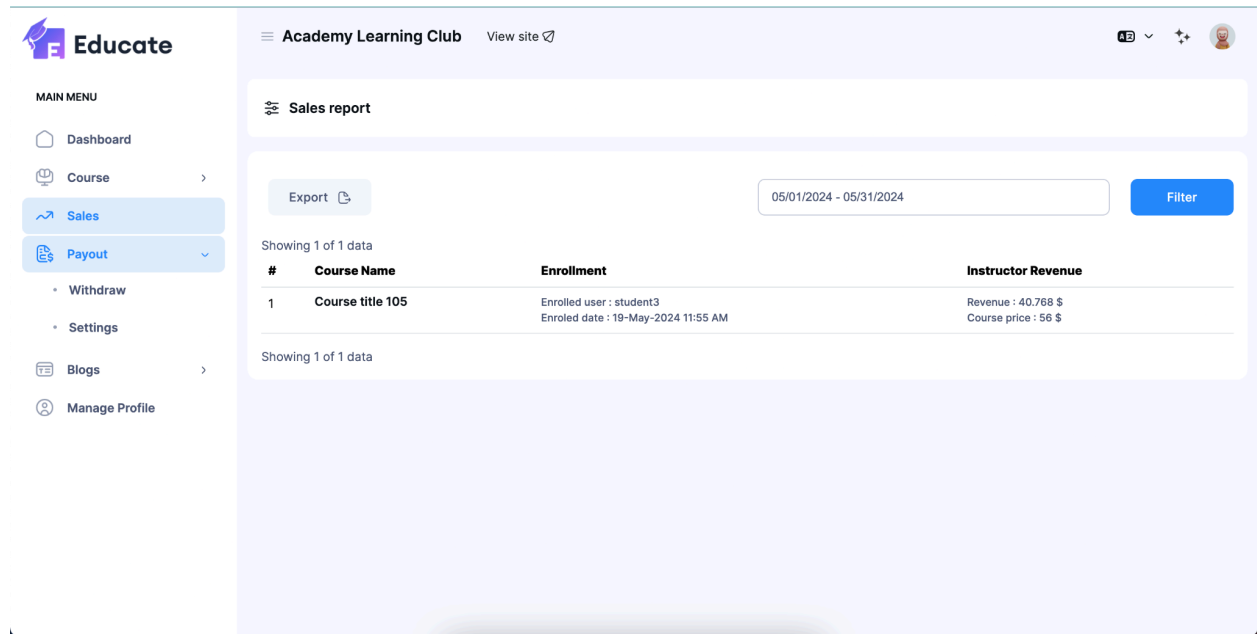 Educate
Academy Learning Club
View site
MAIN MENU
Dashboard
Course
Sales
Payout
Withdraw
Settings
Blogs
Manage Profile
Sales report
Export
05/01/2024 - 05/31/2024
Filter
Showing 1 of 1 data
# Course Name Enrollment Instructor Revenue
1 Course title 105 Enrolled user : student3 Revenue : 40.768 $
Enroled date : 19-May-2024 11:55 AM Course price : 56 $
Showing 1 of 1 data